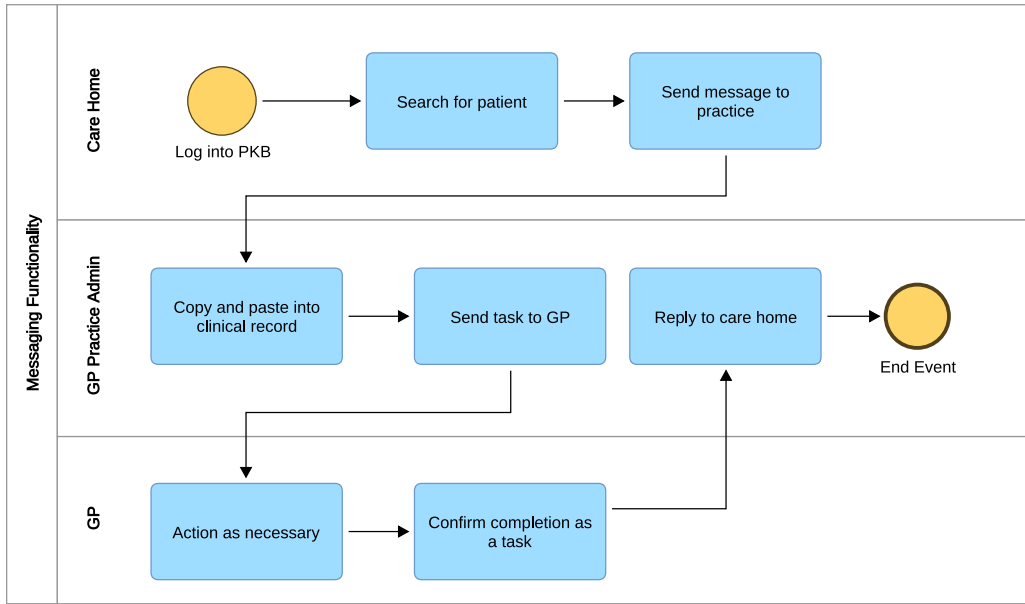 Messaging Functionality
Care Home
Log into PKB
Search for patient
Send message to
practice
GP Practice Admin
Copy and paste into
clinical record
Send task to GP
Reply to care home
End Event
GP
Action as necessary
Confirm completion as
a task